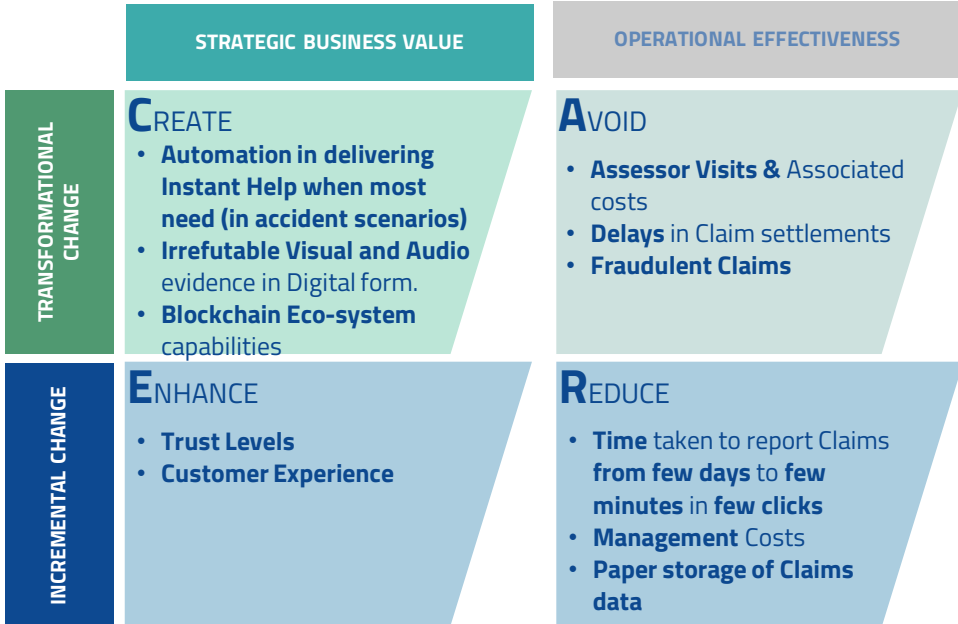 STRATEGIC BUSINESS VALUE
OPERATIONAL EFFECTIVENESS
TRANSFORMATIONAL
CHANGE
CREATE
• Automation in delivering
Instant Help when most
need (in accident scenarios)
• Irrefutable Visual and Audio
evidence in Digital form.
• Blockchain Eco-system
capabilities
AVOID
• Assessor Visits & Associated
costs
• Delays in Claim settlements
• Fraudulent Claims
INCREMENTAL CHANGE
ENHANCE
• Trust Levels
• Customer Experience
REDUCE
• Time taken to report Claims
from few days to few
minutes in few clicks
• Management Costs
• Paper storage of Claims
data